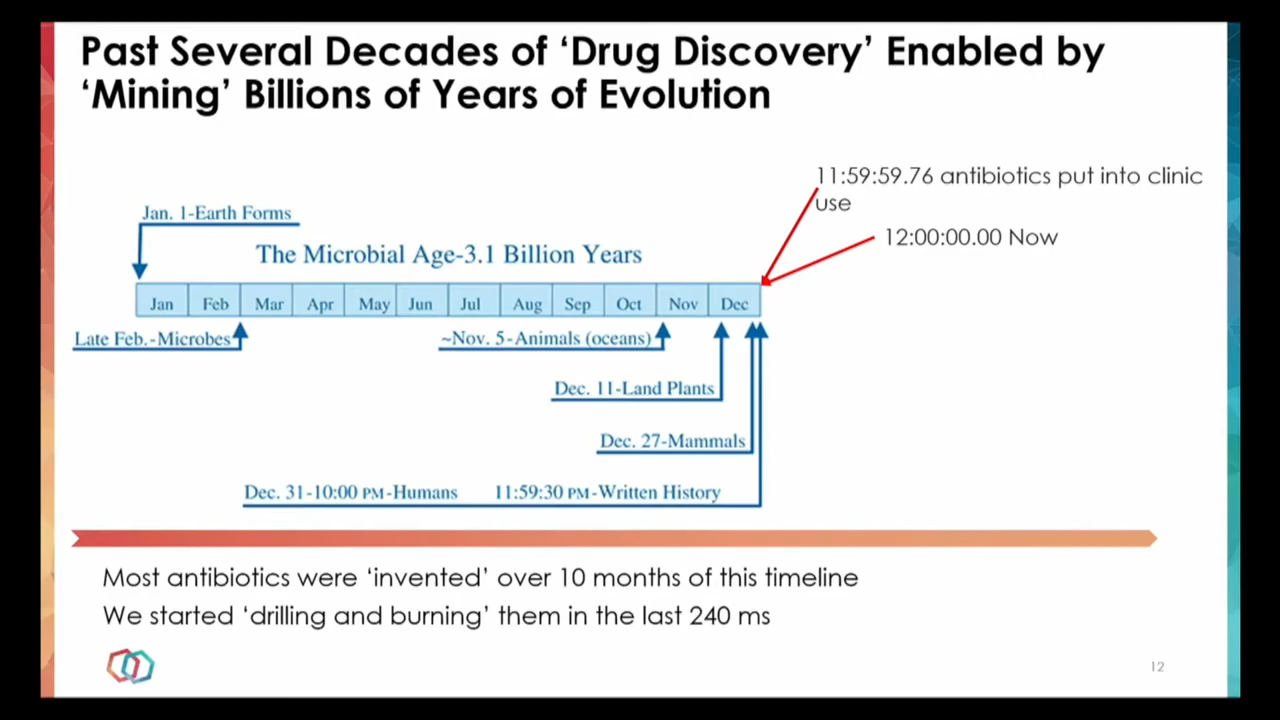 Past Several Decades of ‘Drug Discovery’ Enabled by
‘Mining’ Billions of Years of Evolution
11:59:59.76 antibiotics put into clinic
use
12:00:00.00 Now
Jan. 1-Earth Forms
The Microbial Age-3.1 Billion Years
Jan Feb Mar Apr May Jun Jul Aug Sep Oct Nov Dec
Late Feb.-Microbes
~Nov. 5-Animals (oceans)
Dec. 11-Land Plants
Dec. 27-Mammals
Dec. 31-10:00 PM-Humans 11:59:30 PM-Written History
Most antibiotics were ‘invented’ over 10 months of this timeline
We started ‘drilling and burning’ them in the last 240 ms
12